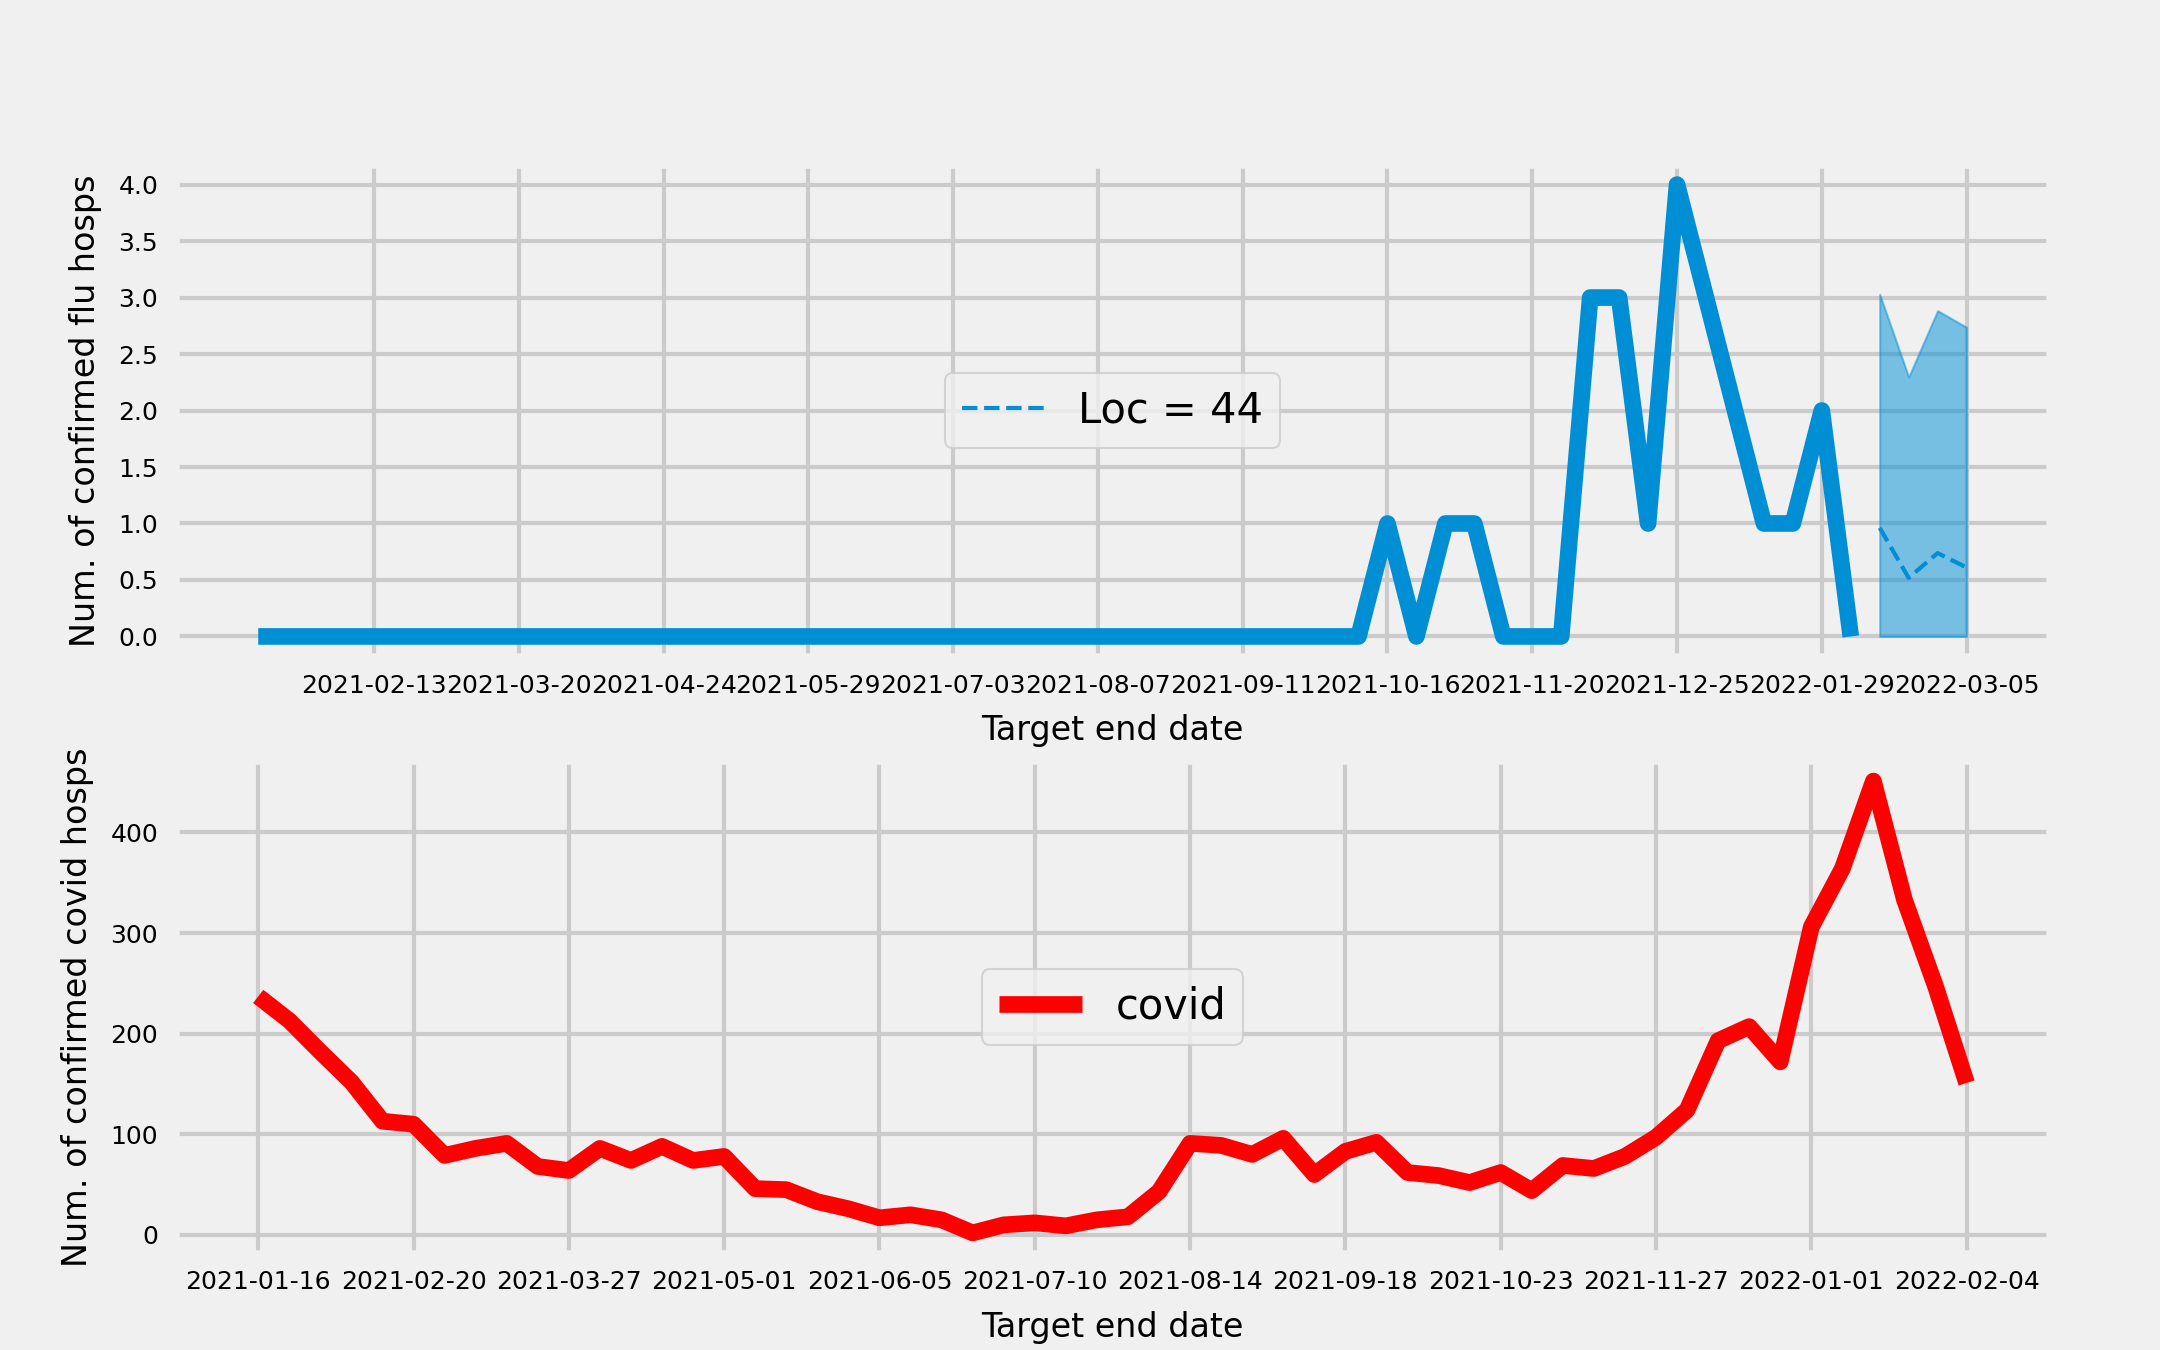 Num. of confirmed flu hosps
4.0
3.5
3.0
2.5
2.0
1.5
1.0
0.5
0.0
Loc = 44
2021-02-13 2021-03-20 2021-04-24 2021-05-29 2021-07-03 2021-08-07 2021-09-11 2021-10-16 2021-11-20 2021-12-25 2022-01-29 2022-03-05
Target end date
Num. of confirmed covid hosps
400
300
200
100
0
covid
2021-01-16 2021-02-20 2021-03-27 2021-05-01 2021-06-05 2021-07-10 2021-08-14 2021-09-18 2021-10-23 2021-11-27 2022-01-01 2022-02-04
Target end date